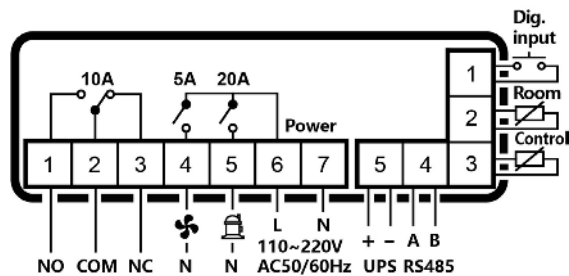 Dig.
input
10A 5A 20A
Power
1
Room
2
Control
1 2 3 4 5 6 7 5 4 3
L N + − A B
NO COM NC N N 110~220V UPS RS485
AC50/60Hz